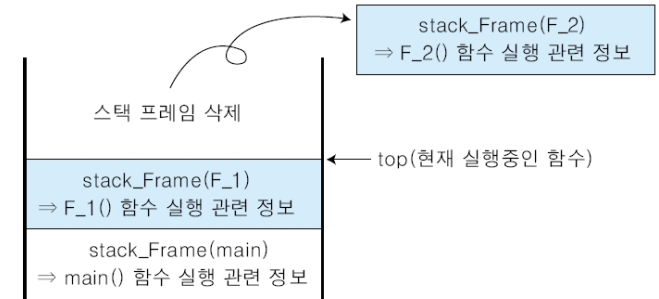 stack_Frame(F_2)
⇒ F_2() 함수 실행 관련 정보
스택 프레임 삭제
top(현재 실행중인 함수)
stack_Frame(F_1)
⇒ F_1() 함수 실행 관련 정보
stack_Frame(main)
⇒ main() 함수 실행 관련 정보